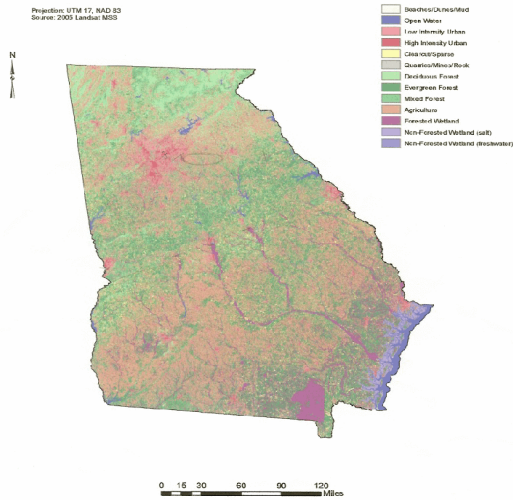 Projection: UTM 17, NAD 83
Source: 2005 Landsat MSS
Beaches/Dunes/Mud
Open Water
Low Intensity Urban
High Intensity Urban
Clearcut/Sparse
Quarries/Mines/Rock
Deciduous Forest
Evergreen Forest
Mixed Forest
Agriculture
Forested Wetland
Non-Forested Wetland (salt)
Non-Forested Wetland (freshwater)
N
0 15 30 60 90 120
Miles